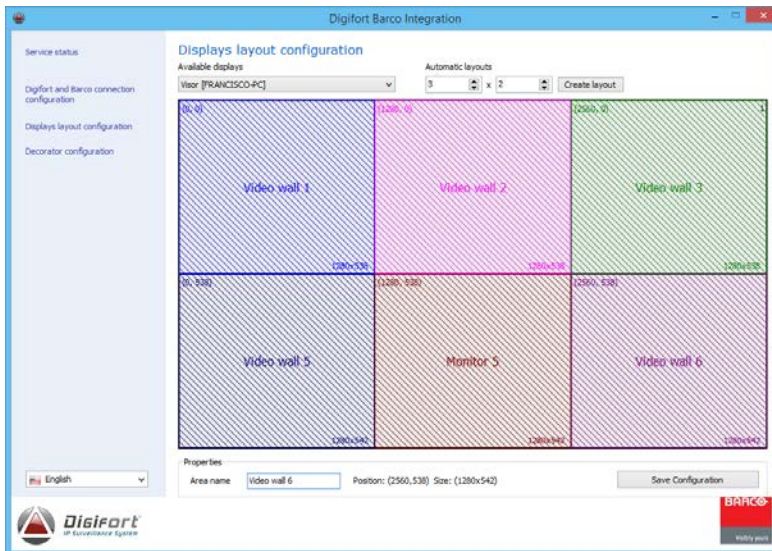 Digifort Barco Integration
Service status
Digifort and Barco connection
configuration
Displays layout configuration
Decorator configuration
Displays layout configuration
Available displays
Automatic layouts
Visor [FRANCISCO-PC]
3 x 2 Create layout
(0, 0) (1280, 0) (2560, 0) 1
Video wall 1 Video wall 2 Video wall 3
1280x538 1280x538 1280x538
(0, 538) (1280, 538) (2560, 538)
Video wall 5 Monitor 5 Video wall 6
1280x542 1280x542 1280x542
Properties
Area name Video wall 6 Position: (2560,538) Size: (1280x542) Save Configuration
English
Digifort
IP Surveillance System
BARCO
Visibly yours